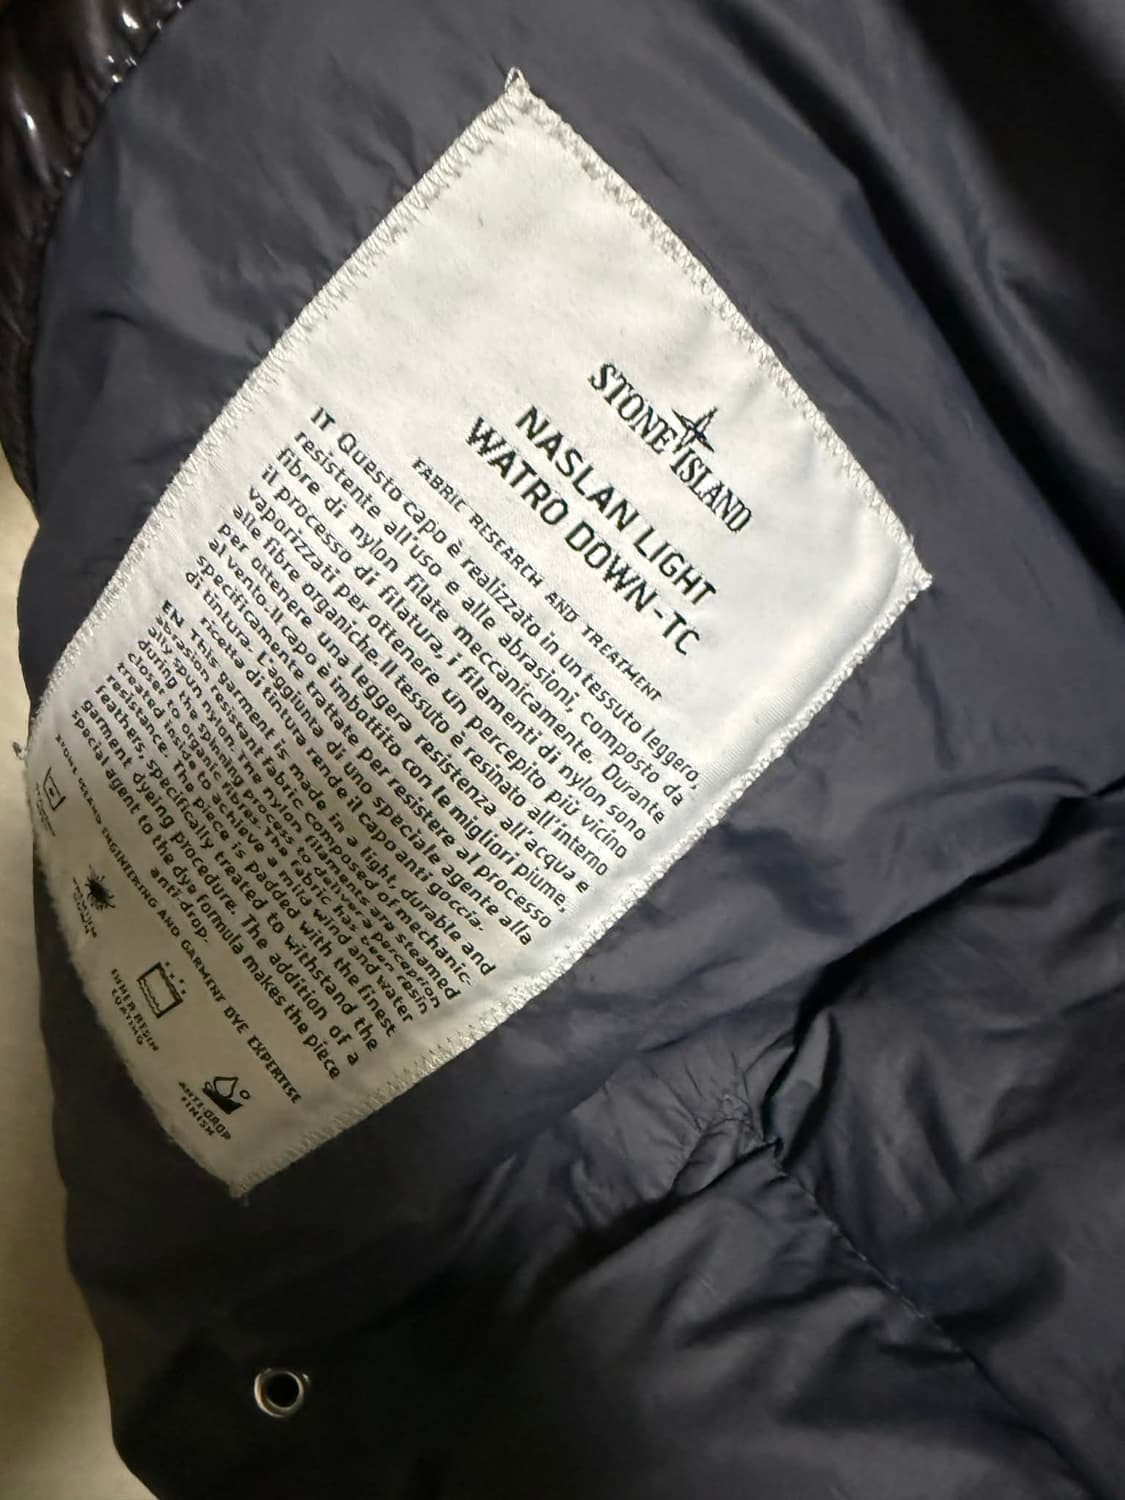 STONE ISLAND
NASLAN LIGHT
WATRO DOWN-TC
FABRIC RESEARCH AND TREATMENT
IT Questo capo è realizzato in un tessuto leggero,
resistente all'uso e alle abrasioni, composto da
fibre di nylon filate meccanicamente. Durante
il processo di filatura, i filamenti di nylon sono
vaporizzati per ottenere un percepito più vicino
alle fibre organiche. Il tessuto è resinato all'interno
per ottenere una leggera resistenza all'acqua e
al vento. Il capo è imbottito con le migliori piume,
specificamente trattate per resistere al processo
di tintura. L'aggiunta di uno speciale agente alla
ricetta di tintura rende il capo anti goccia.
EN This garment is made in a light, durable and
abrasion resistant fabric composed of mechanic-
ally spun nylon. The nylon filaments are steamed
during the spinning process to deliver a perception
closer to organic fibres. The fabric has been resin
treated inside to achieve a mild wind and water
resistance. The piece is padded with the finest
feathers, specifically treated to withstand the
garment dyeing procedure. The addition of a
special agent to the dye formula makes the piece
anti-drop.
STONE ISLAND ENGINEERING AND GARMENT DYE EXPERTISE
INNER RESIN
COATING
ANTI-DROP
FINISH